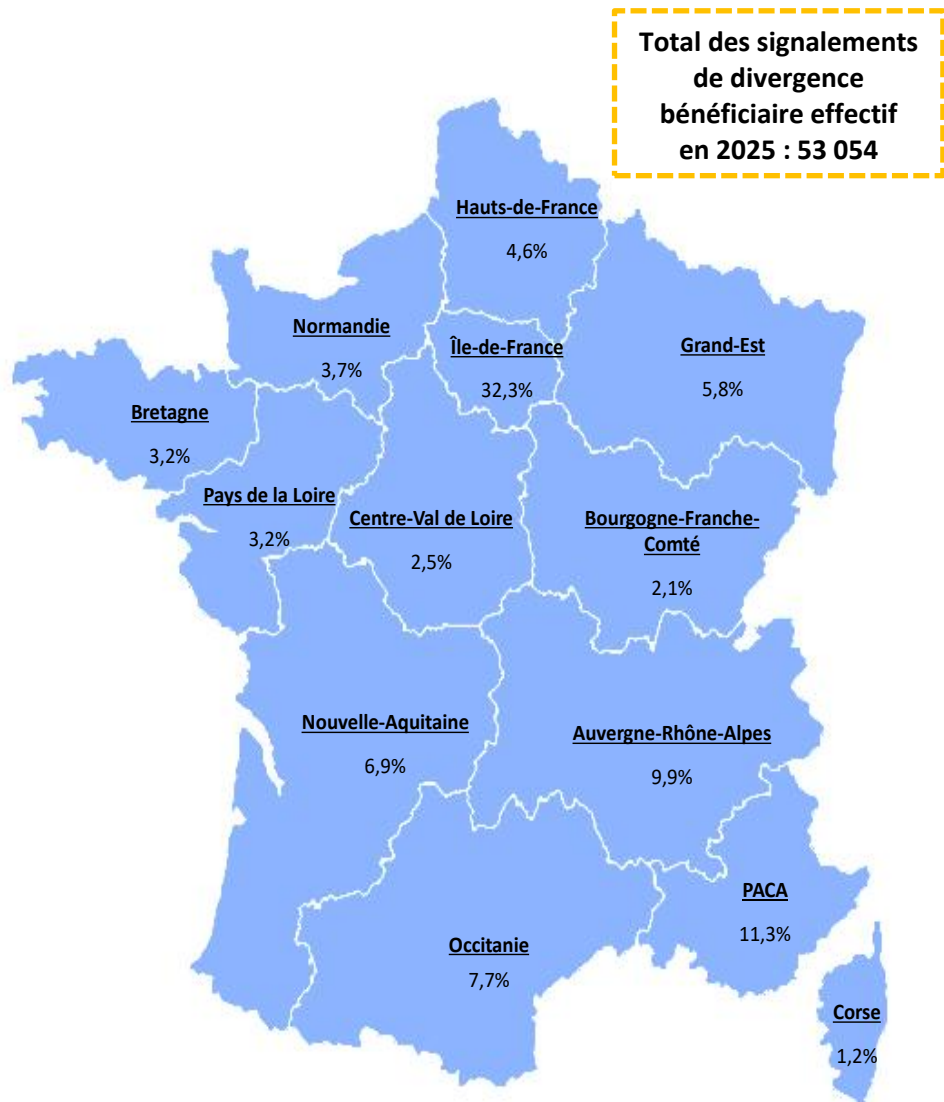 Total des signalements
de divergence
bénéficiaire effectif
en 2025 : 53 054
Hauts-de-France
4,6%
Normandie
3,7%
Île-de-France
32,3%
Grand-Est
5,8%
Bretagne
3,2%
Pays de la Loire
3,2%
Centre-Val de Loire
2,5%
Bourgogne-Franche-
Comté
2,1%
Nouvelle-Aquitaine
6,9%
Auvergne-Rhône-Alpes
9,9%
PACA
11,3%
Occitanie
7,7%
Corse
1,2%